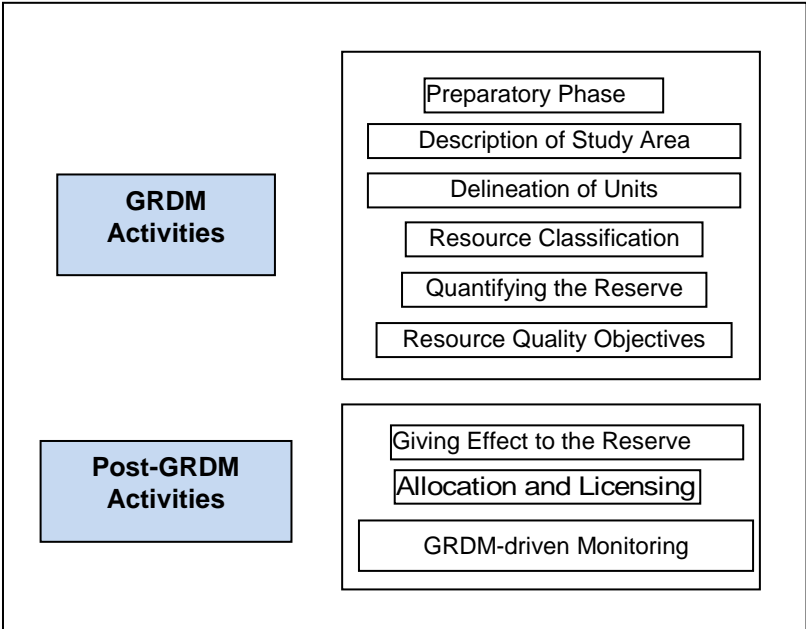 GRDM
Activities
Preparatory Phase
Description of Study Area
Delineation of Units
Resource Classification
Quantifying the Reserve
Resource Quality Objectives
Post-GRDM
Activities
Giving Effect to the Reserve
Allocation and Licensing
GRDM-driven Monitoring